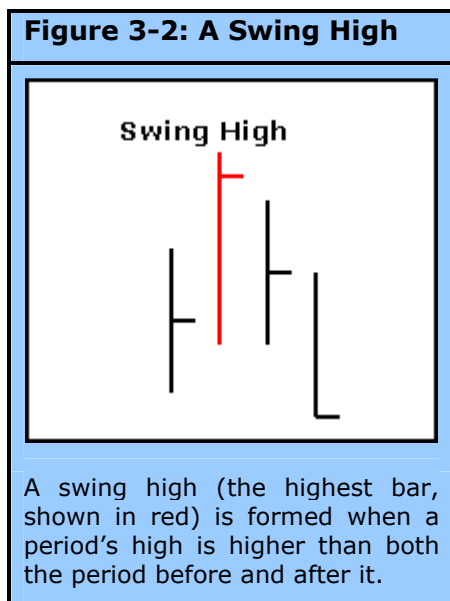 Figure 3-2: A Swing High
Swing High
A swing high (the highest bar,
shown in red) is formed when a
period's high is higher than both
the period before and after it.